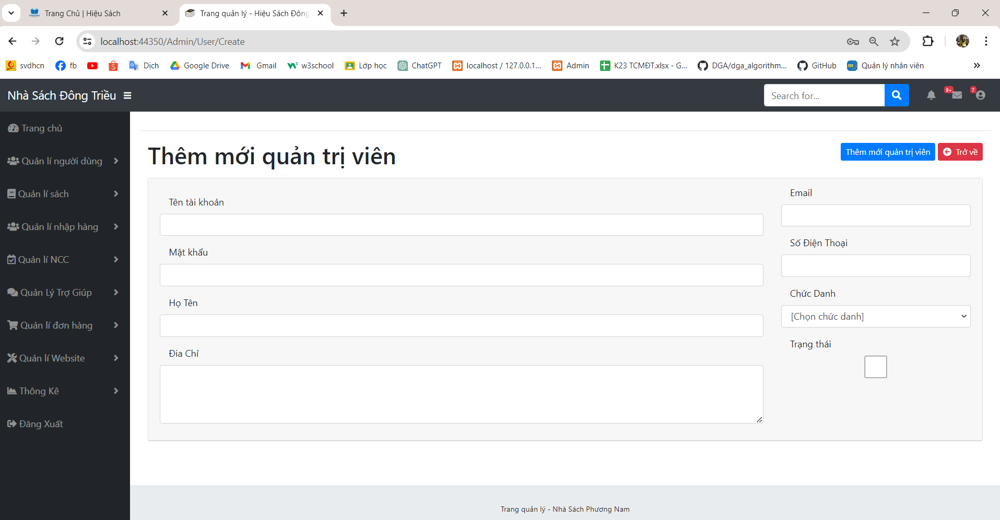 Trang Chủ | Hiệu Sách
Trang quản lý - Hiệu Sách Đông
localhost:44350/Admin/User/Create
svdhcn
fb
Dịch
Google Drive
Gmail
w3school
Lớp học
ChatGPT
localhost / 127.0.0.1...
Admin
K23 TCMĐT.xlsx - G...
DGA/dga_algorithm...
GitHub
Quản lý nhân viên
Nhà Sách Đông Triều
Search for...
9+
7
Trang chủ
Quản lí người dùng
Quản lí sách
Quản lí nhập hàng
Quản lí NCC
Quản Lý Trợ Giúp
Quản lí đơn hàng
Quản lí Website
Thông Kê
Đăng Xuất
Thêm mới quản trị viên
Thêm mới quản trị viên
Trở về
Tên tài khoản
Mật khẩu
Họ Tên
Đia Chỉ
Email
Số Điện Thoại
Chức Danh
[Chọn chức danh]
Trạng thái
Trang quản lý - Nhà Sách Phương Nam